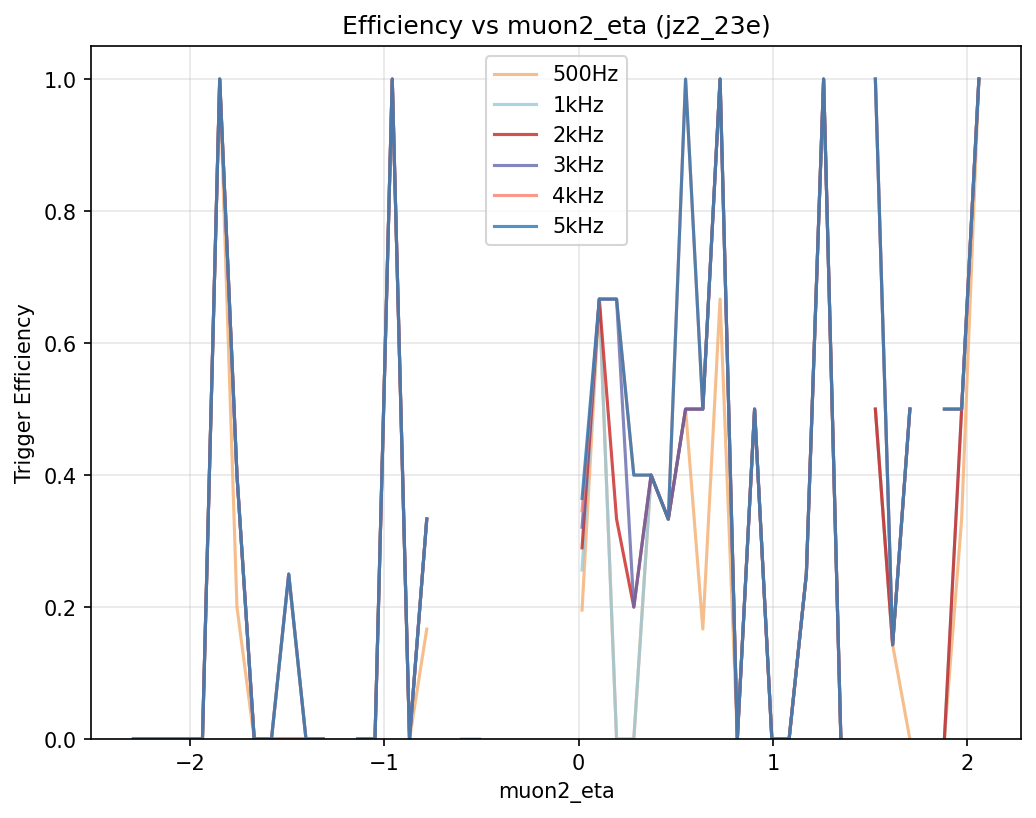 Efficiency vs muon2_eta (jz2_23e)
500Hz
1kHz
2kHz
3kHz
4kHz
5kHz
Trigger Efficiency
1.0
0.8
0.6
0.4
0.2
0.0
−2
−1
0
1
2
muon2_eta